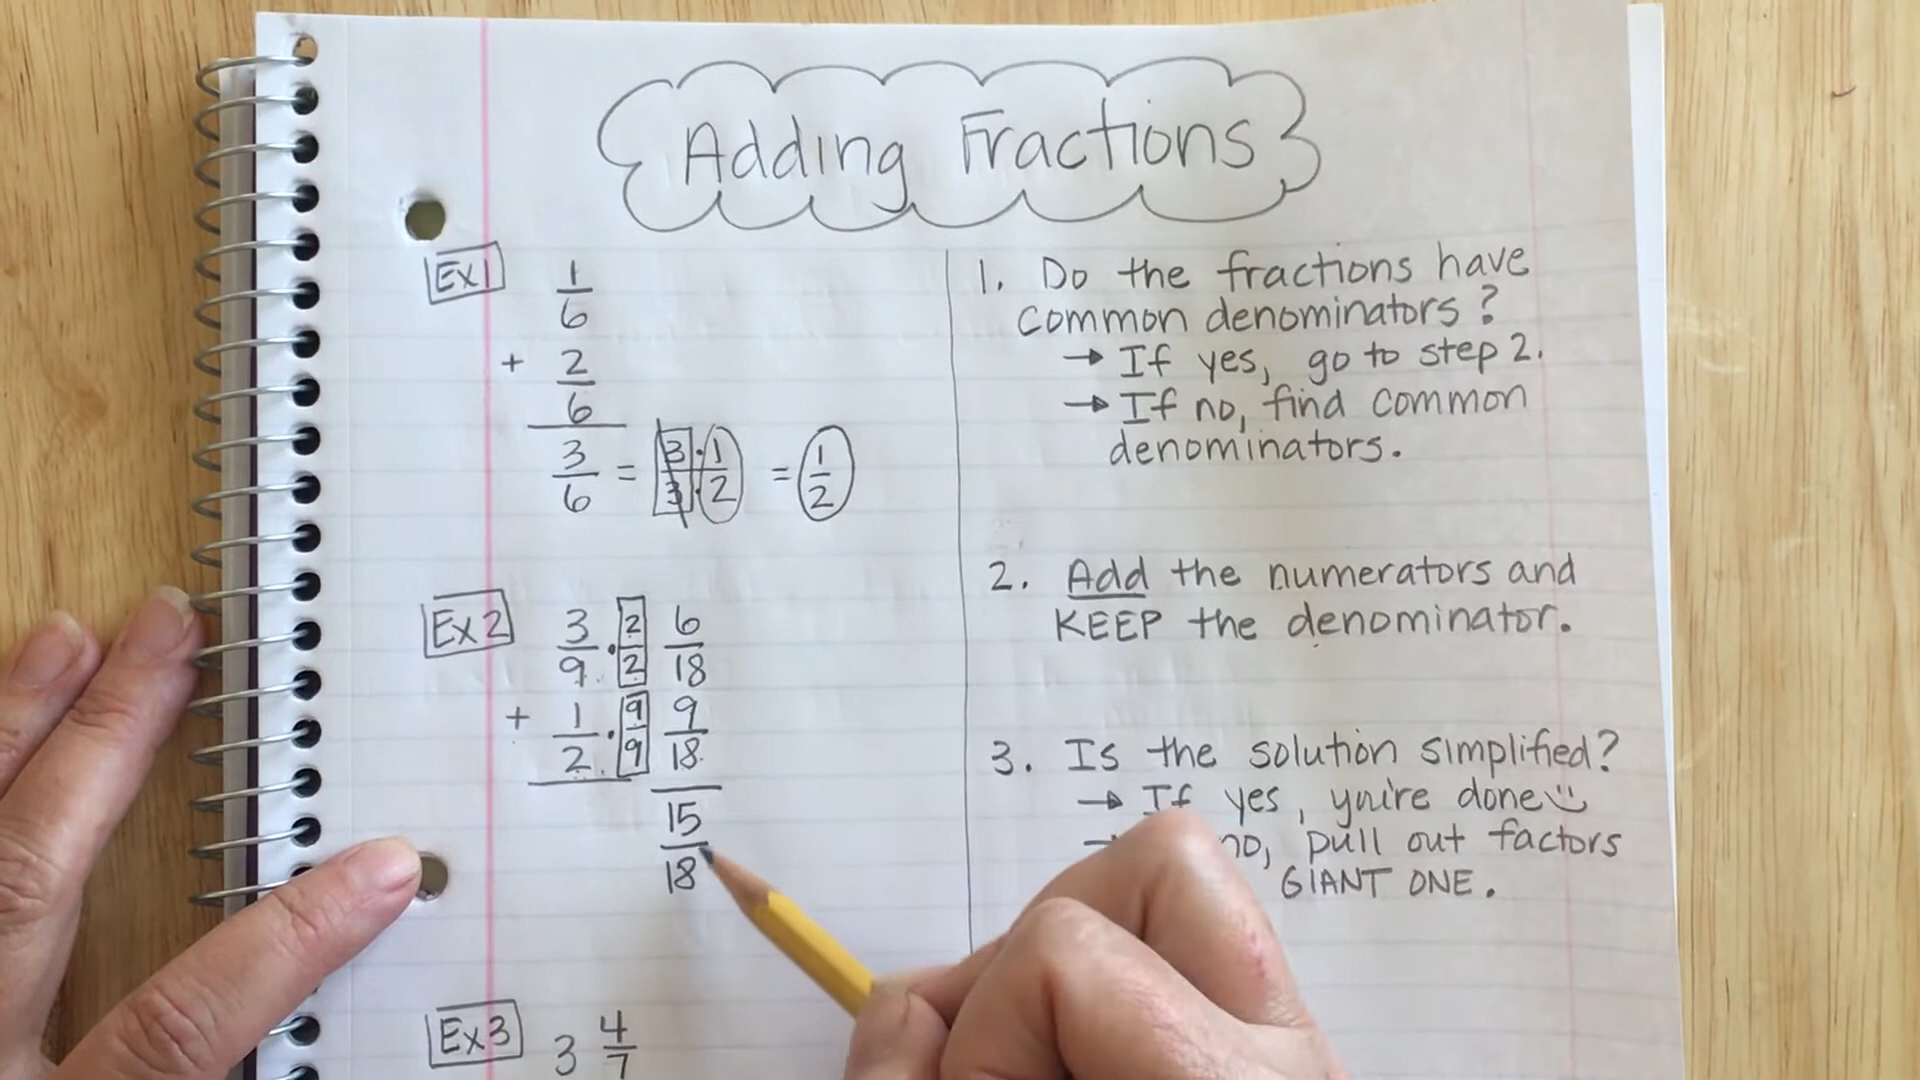 Adding Fractions
Ex1
1
6
+ 2
6
3 = 3 · 1 = 1
6 3 · 2 2
Ex2
3 · 2 6
9 2 18
+ 1 · 9 9
2 9 18
15
18
Ex3
3 4
7
1. Do the fractions have
common denominators?
→ If yes, go to step 2.
→ If no, find common
denominators.
2. Add the numerators and
KEEP the denominator.
3. Is the solution simplified?
→ If yes, you're done
→ no, pull out factors
GIANT ONE.